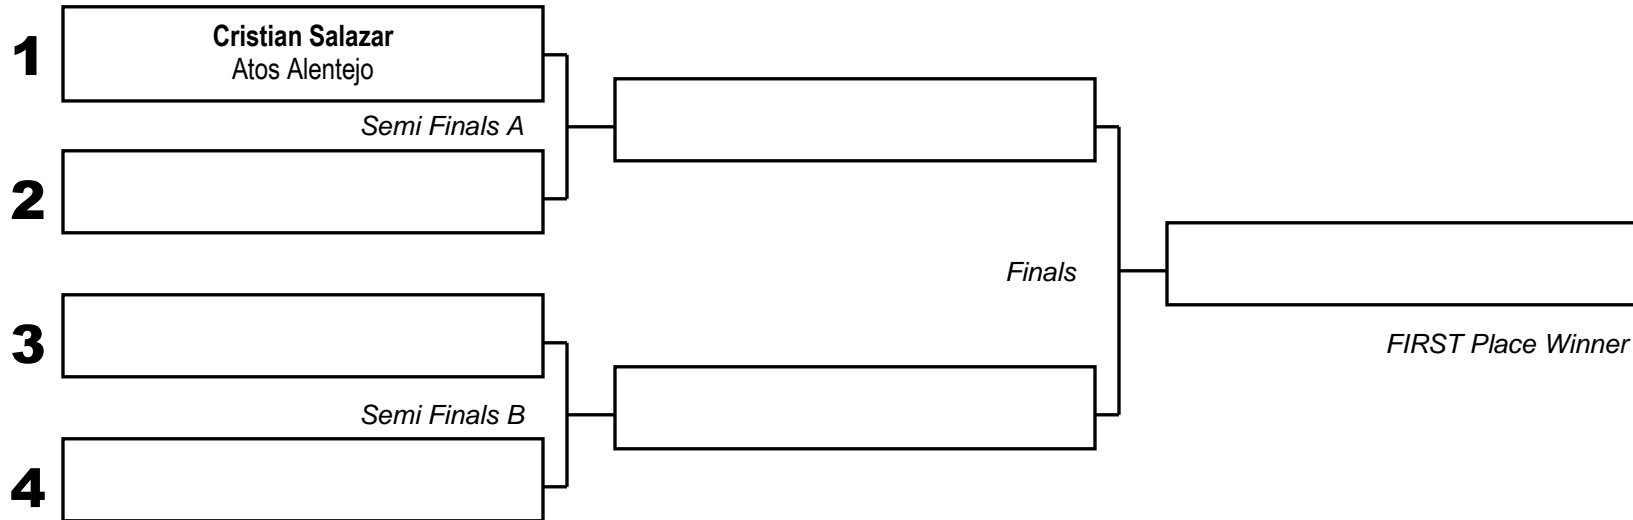 1
Cristian Salazar
Atos Alentejo
Semi Finals A
2
Finals
3
FIRST Place Winner
Semi Finals B
4